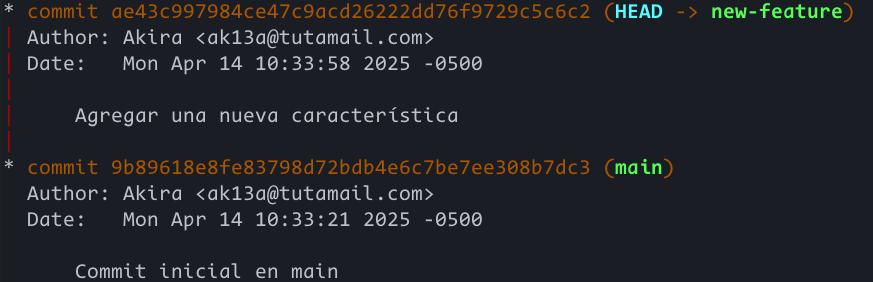 * commit ae43c997984ce47c9acd26222dd76f9729c5c6c2 (HEAD -> new-feature)
| Author: Akira <ak13a@tutamail.com>
| Date:   Mon Apr 14 10:33:58 2025 -0500
|
|     Agregar una nueva característica
|
* commit 9b89618e8fe83798d72bdb4e6c7be7ee308b7dc3 (main)
  Author: Akira <ak13a@tutamail.com>
  Date:   Mon Apr 14 10:33:21 2025 -0500

      Commit inicial en main